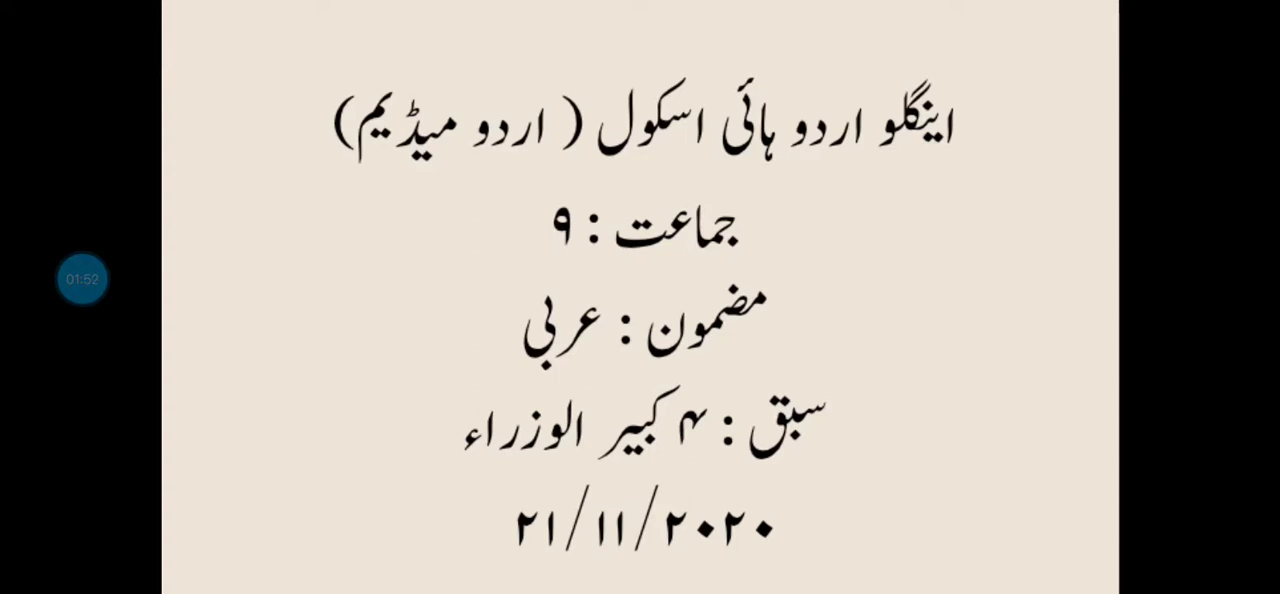 اینگلو اردو ہائی اسکول ( اردو میڈیم)
جماعت : ۹
مضمون : عربی
سبق : ۴ کبیر الوزراء
۲۱/۱۱/۲۰۲۰
01:52